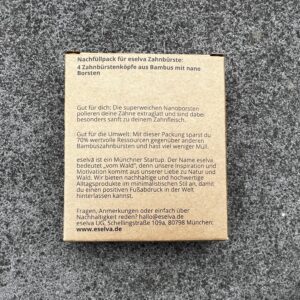 Nachfüllpack für eselva Zahnbürste:
4 Zahnbürstenköpfe aus Bambus mit nano
Borsten
Gut für dich: Die superweichen Nanoborsten
polieren deine Zähne extraglatt und sind dabei
besonders sanft zu deinem Zahnfleisch.
Gut für die Umwelt: Mit dieser Packung sparst du
70% wertvolle Ressourcen gegenüber anderen
Bambuszahnbürsten und hast viel weniger Müll.
eselva ist ein Münchner Startup. Der Name eselva
bedeutet „vom Wald", denn unsere Inspiration und
Motivation kommt aus unserer Liebe zu Natur und
Wald. Wir bieten nachhaltige und hochwertige
Alltagsprodukte im minimalistischen Stil an, damit
du einen positiven Fußabdruck in der Welt
hinterlassen kannst.
Fragen, Anmerkungen oder einfach über
Nachhaltigkeit reden? hallo@eselva.de
eselva UG, Schellingstraße 109a, 80798 München;
www.eselva.de